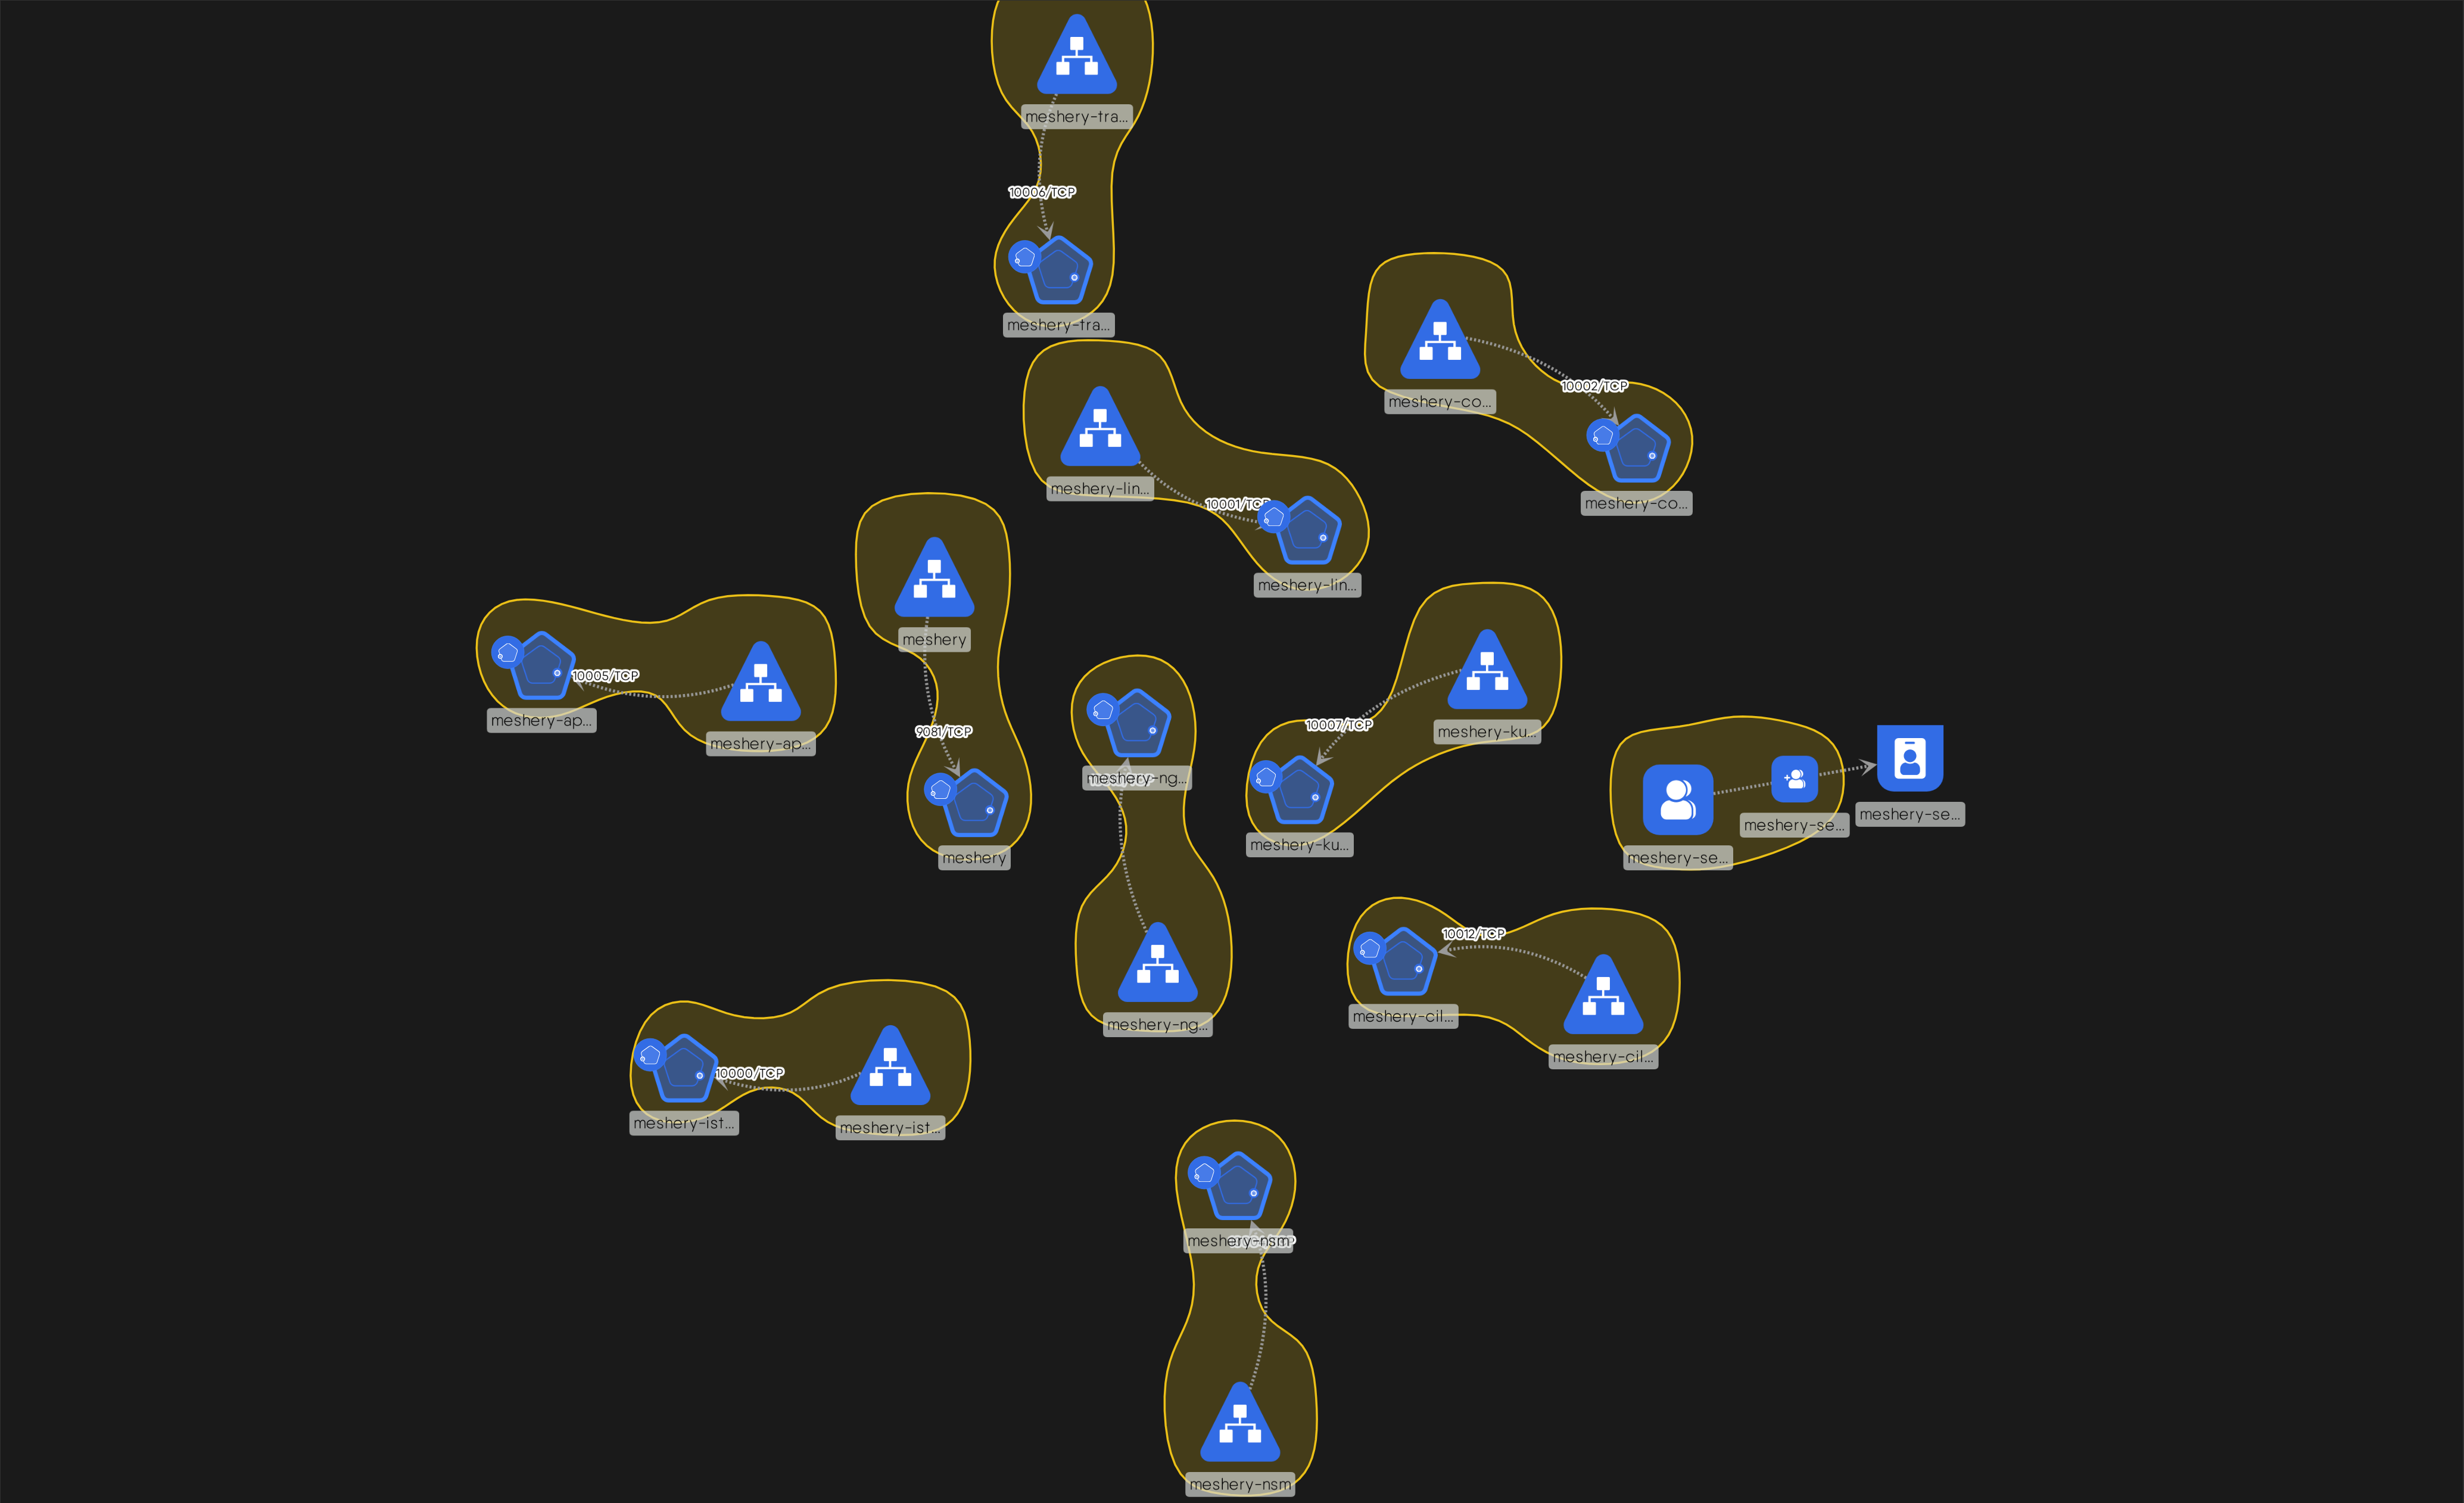 meshery-tra...
10006/TCP
meshery-tra...
meshery-co...
10002/TCP
meshery-co...
meshery-lin...
10001/TCP
meshery-lin...
meshery
9081/TCP
meshery
10005/TCP
meshery-ap...
meshery-ap...
meshery-ng...
meshery-ng...
meshery-ku...
10007/TCP
meshery-ku...
meshery-se...
meshery-se...
meshery-se...
10012/TCP
meshery-cil...
meshery-cil...
10000/TCP
meshery-ist...
meshery-ist...
meshery-nsm
meshery-nsm